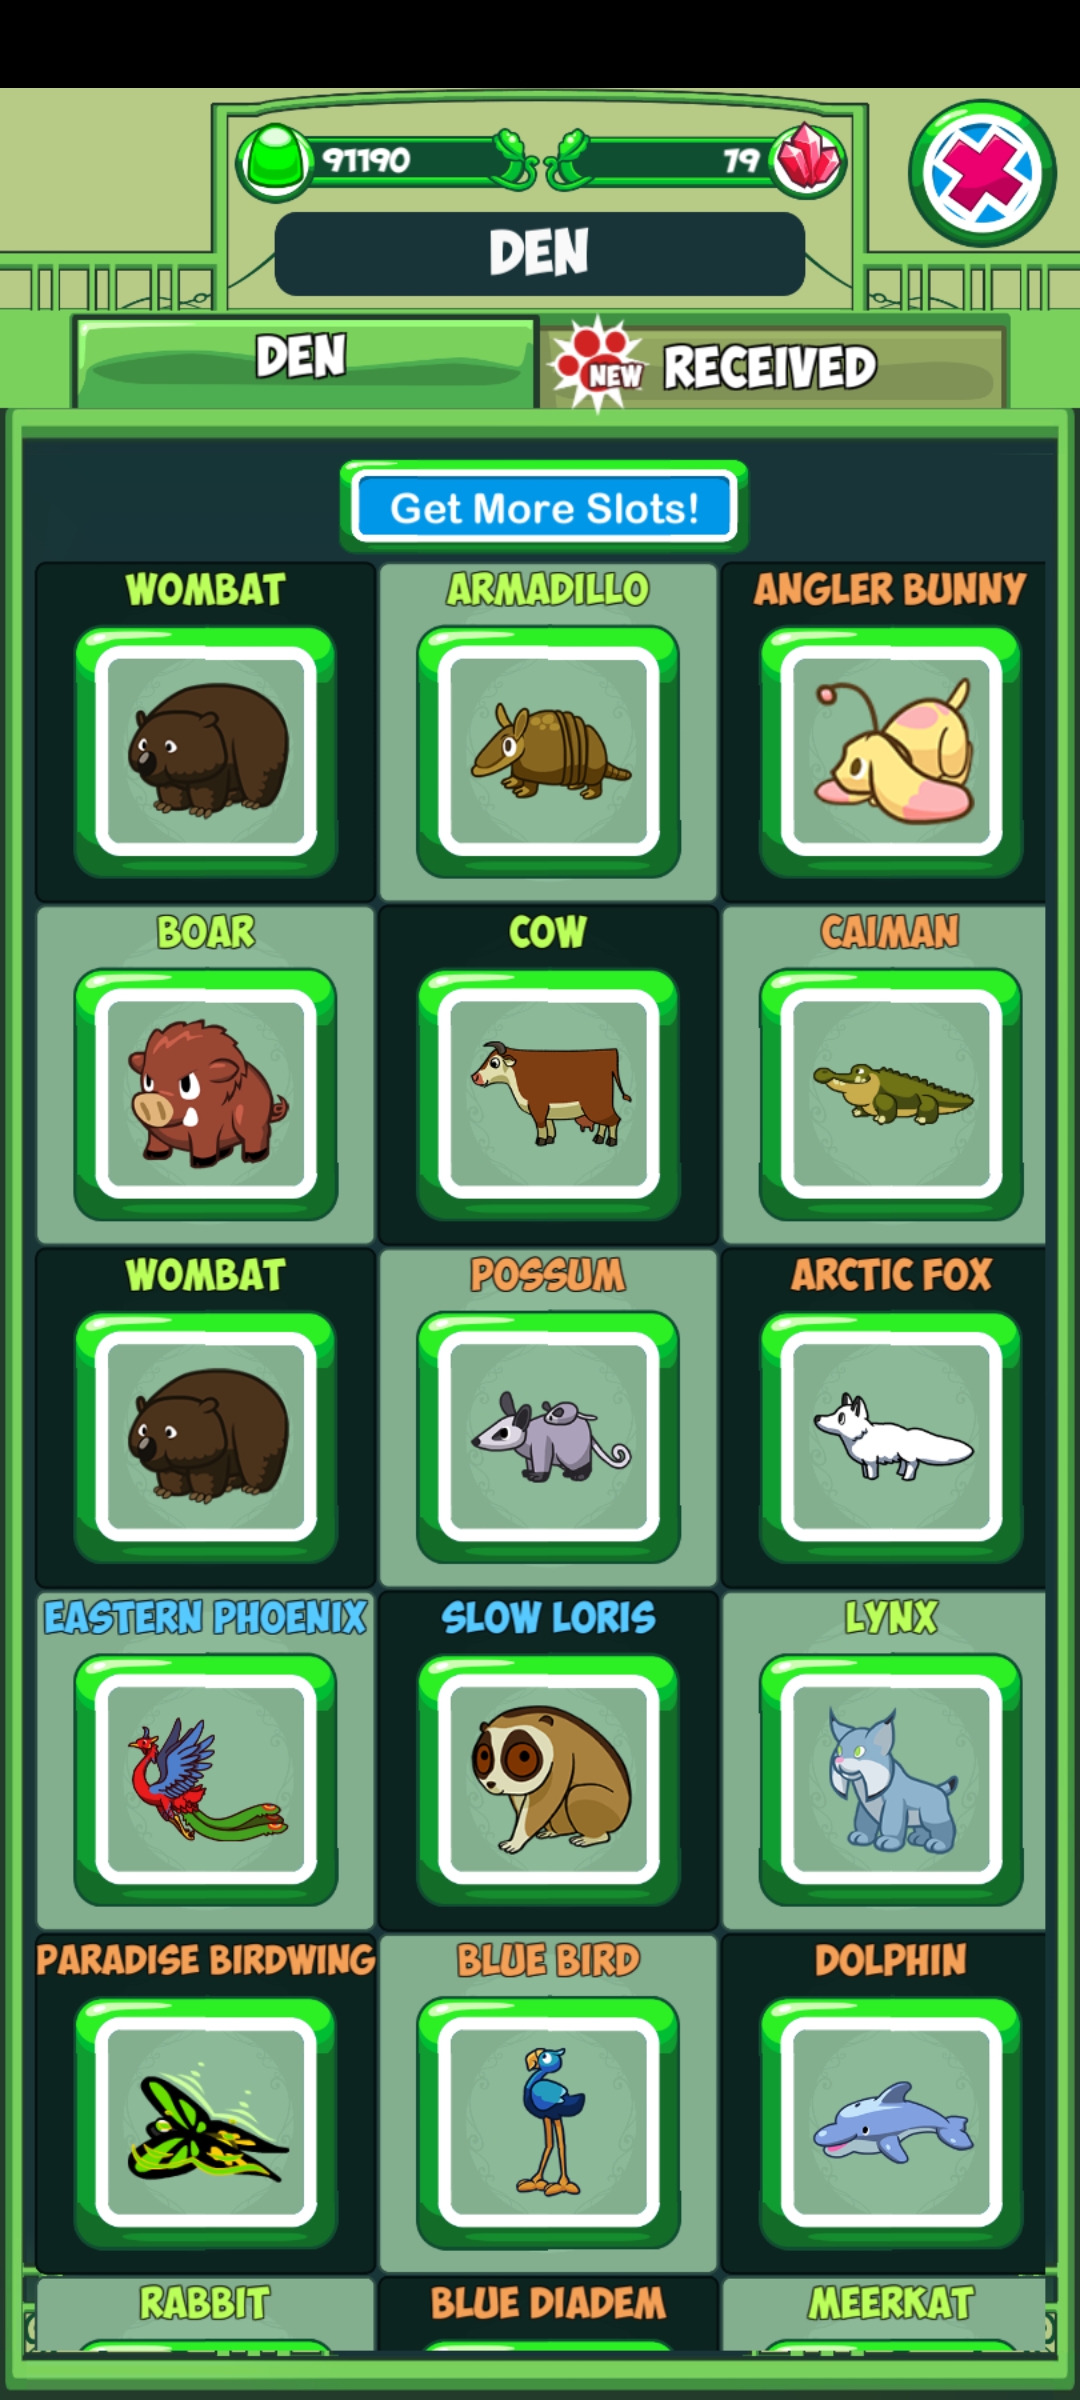 91190
79
DEN
DEN
NEW
RECEIVED
Get More Slots!
WOMBAT
ARMADILLO
ANGLER BUNNY
BOAR
COW
CAIMAN
WOMBAT
POSSUM
ARCTIC FOX
EASTERN PHOENIX
SLOW LORIS
LYNX
PARADISE BIRDWING
BLUE BIRD
DOLPHIN
RABBIT
BLUE DIADEM
MEERKAT